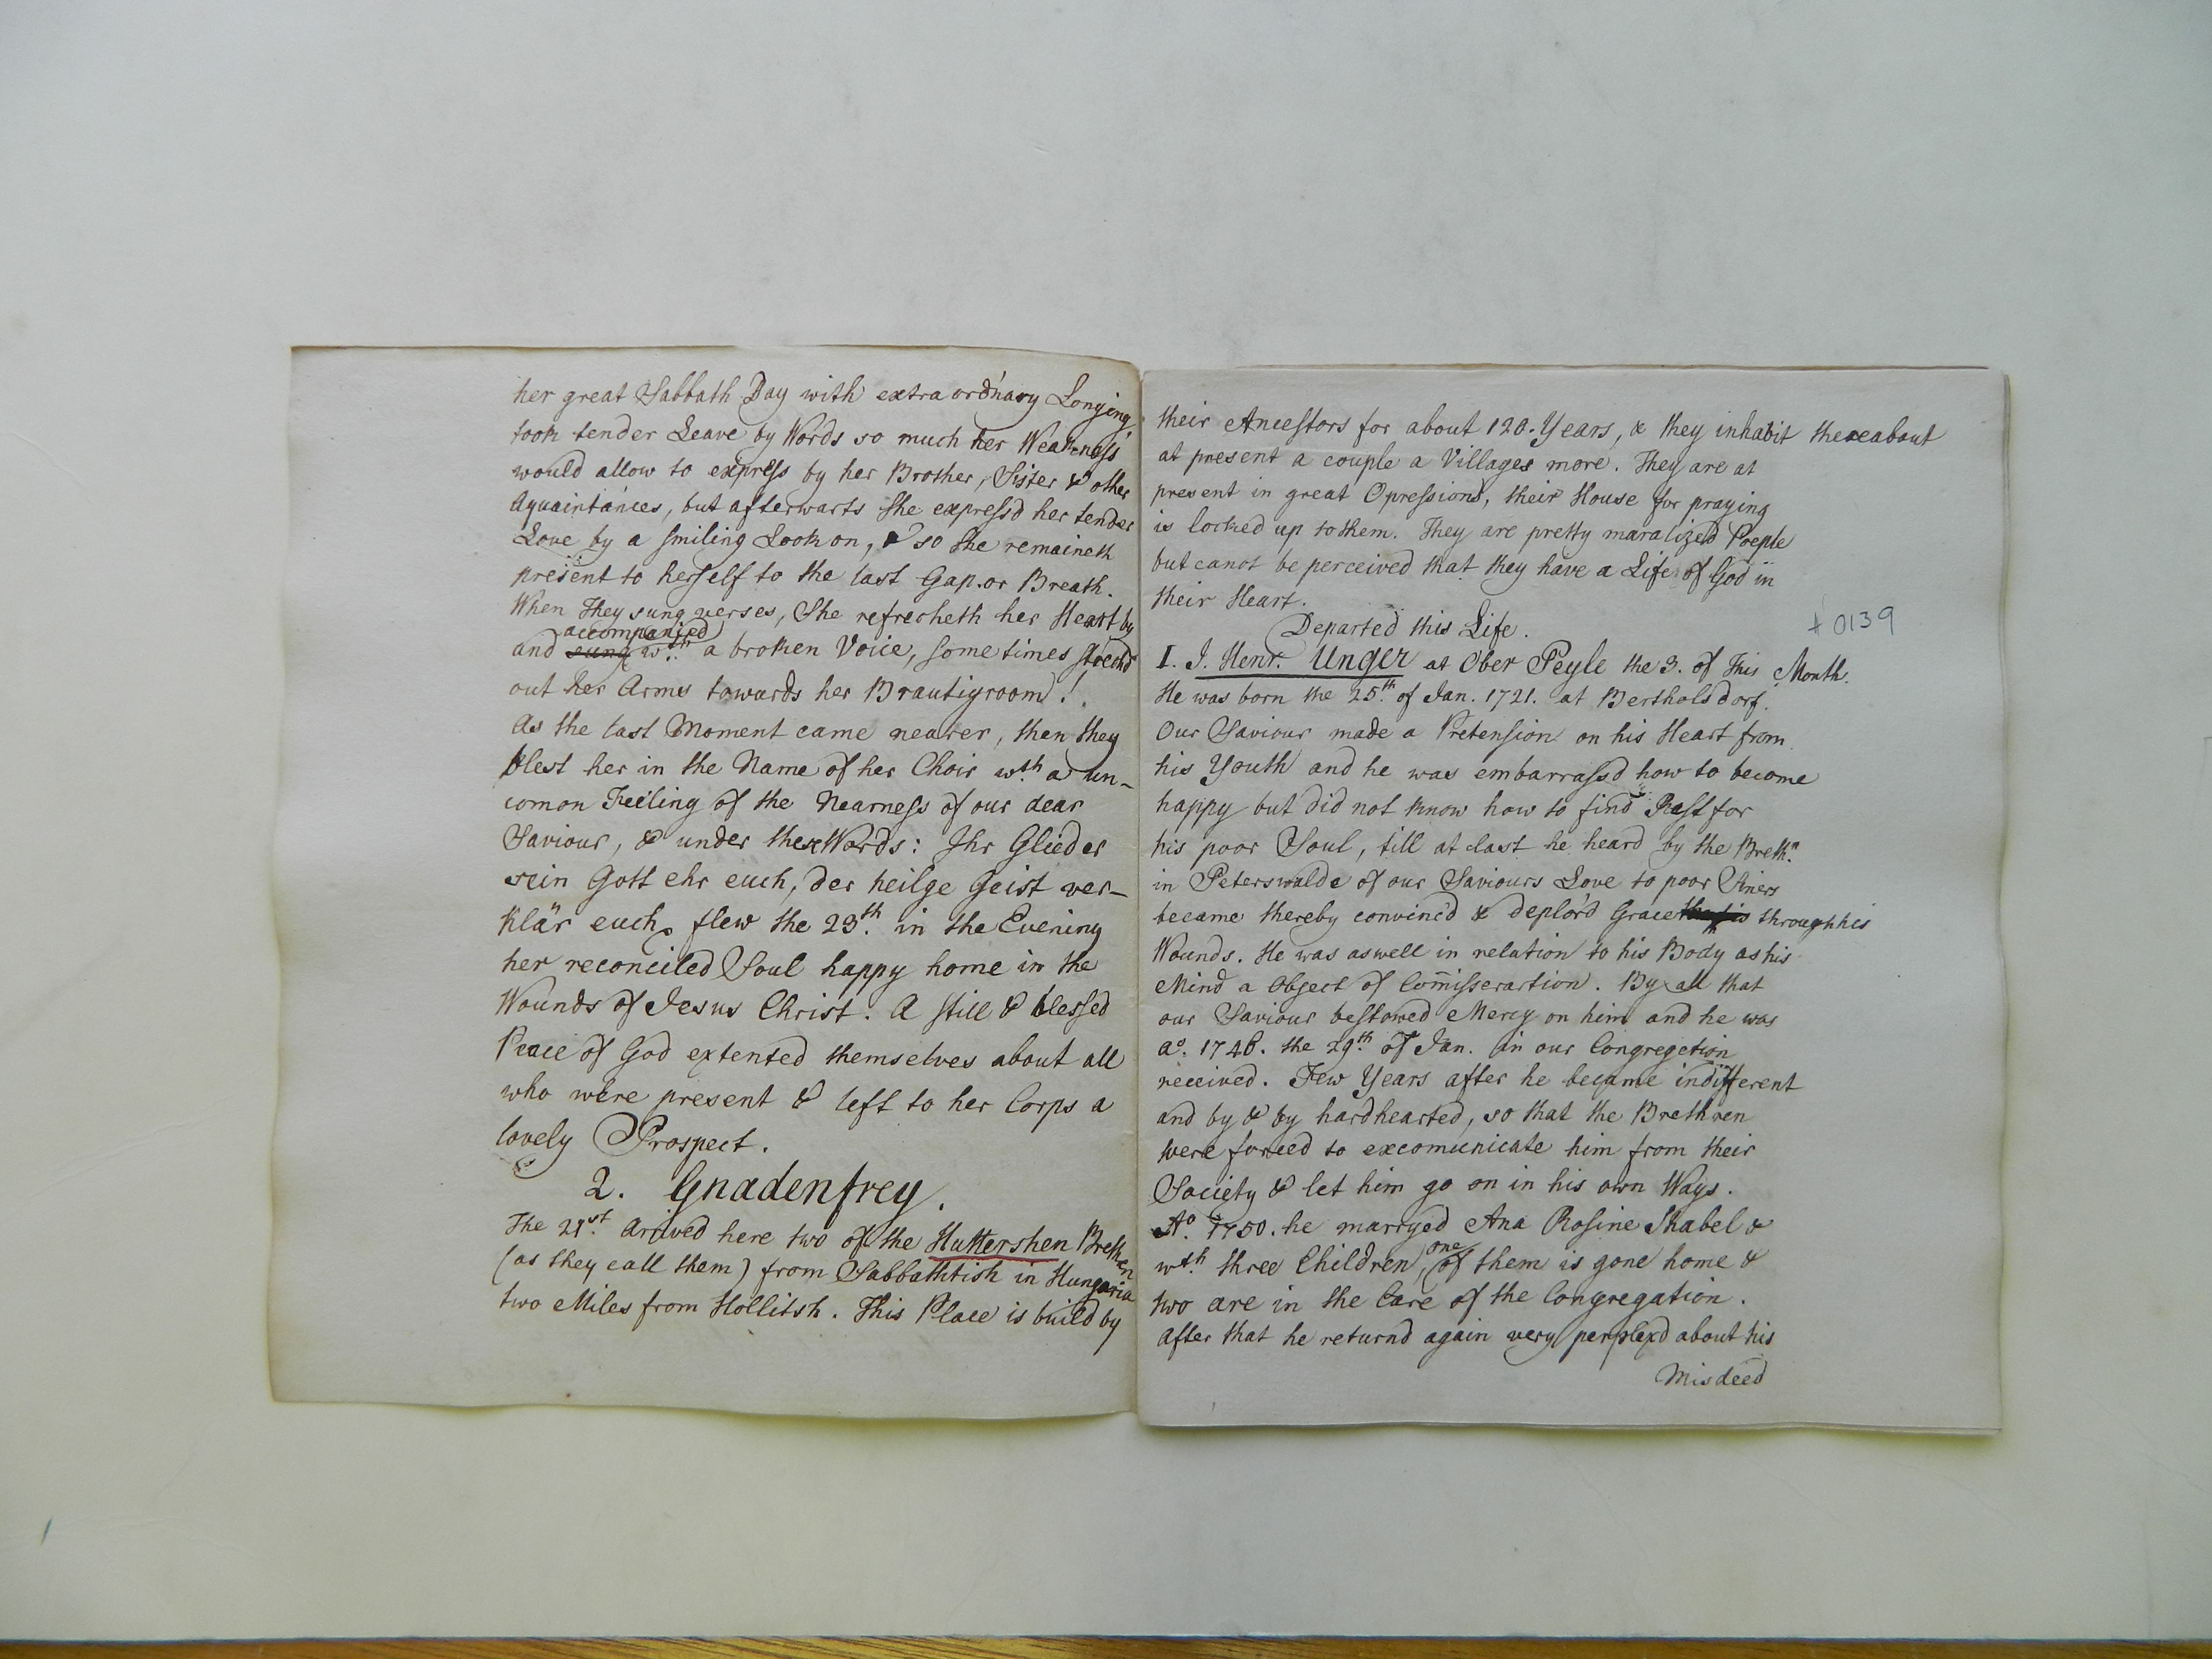 her great Sabbath Day with extraord'nary Longing
took tender Leave by Words so much her Weakness
would allow to express by her Brother, Sister & other
Aquaintances, but afterwarts She express'd her tender
Love by a smiling Look on, & so She remaineth
present to herself to the last Gap or Breath.
When They sung verses, She refresheth her Heart by
accompanied
and sung wth. a broken Voice, some times
out her Arms towards her Brautigroom!
As the last Moment came nearer, then they
blest her in the Name of her Choir wth. a un-
comon Feeling of the Nearness of our dear
Saviour, & under these Words: Ihr Glieder
sein Gott ehr euch, der heilge Geist ver-
klär euch, flew the 23th. in the Evening
her reconciled Soul happy home in the
Wounds of Jesus Christ. A still & blessed
Peace of God extented themselves about all
who were present & left to her Corps a
lovely Prospect.
2. Gnadenfrey.
The 21st. arived here two of the Huttershen Brethren
(as they call them) from Sabbathtish in Hungaria
two Miles from Hollitsh. This Place is build by
their Ancestors for about 120. Years, & they inhabit thereabout
at present a couple a Villages more. They are at
present in great Opressions, their House for praying
is locked up to them. They are pretty maralized Poeple
but canot be perceived that they have a Life of God in
their Heart.
Departed this Life.
# 0139
I. J. Henr. Unger at Ober Peyle the 3. of This Month.
He was born the 25th. of Jan. 1721. at Bertholsdorf.
Our Saviour made a Pretension on his Heart from
his Youth and he was embarrass'd how to become
happy but did not know how to find Rest for
his poor Soul, till at last he heard by the Brethn.
in Peterswalde of our Saviours Love to poor Siners
became thereby convinc'd & deplor'd Grace through his
Wounds. He was aswell in relation to his Body as his
Mind a Object of Com̄isserartion. By all that
our Saviour bestowed Mercy on him and he was
ao. 1748. the 29th. of Jan. in our Congregetion
received. Few Years after he became indifferent
and by & by hardhearted, so that the Brethren
were forced to excomunicate him from their
Society & let him go on in his own Ways.
Ao. 1750. he marryed Ana Rosine Skabel &
one
wth. three Children, of them is gone home &
two are in the Care of the Congregation.
After that he returnd again very perplex'd about his
Misdeed